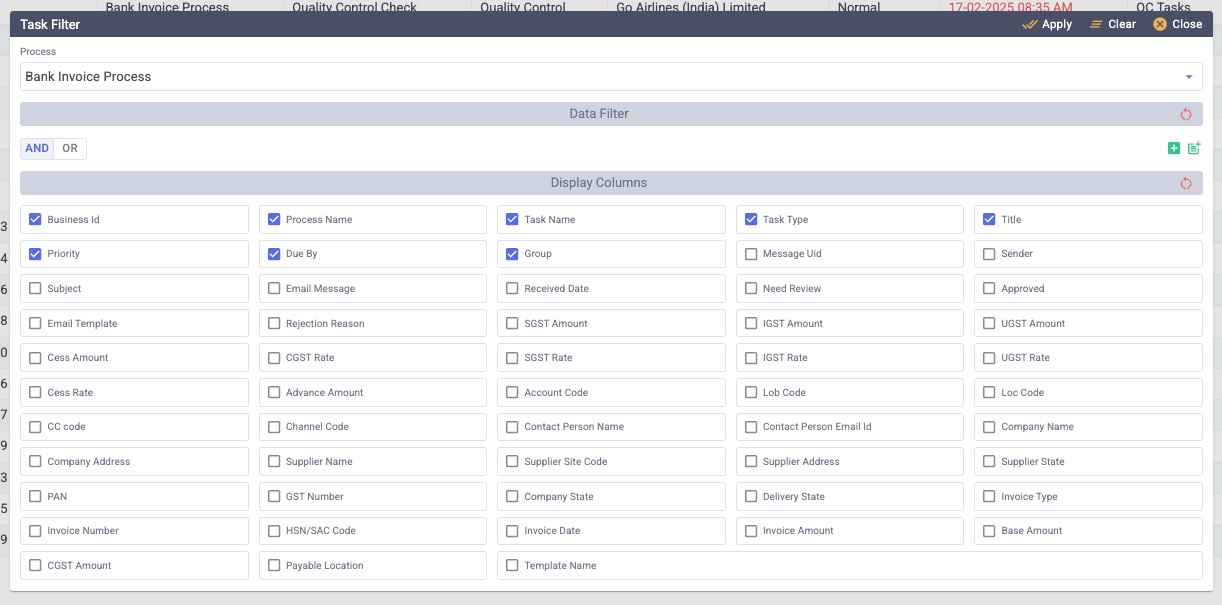 Bank Invoice Process Quality Control Check Quality Control Go Airlines (India) Limited Normal 17-02-2025 08:35 AM QC Tasks
Task Filter Apply Clear Close
Process
Bank Invoice Process
Data Filter
AND OR
Display Columns
3
Business Id Process Name Task Name Task Type Title
4
Priority Due By Group Message Uid Sender
6
Subject Email Message Received Date Need Review Approved
8
Email Template Rejection Reason SGST Amount IGST Amount UGST Amount
0
Cess Amount CGST Rate SGST Rate IGST Rate UGST Rate
6
Cess Rate Advance Amount Account Code Lob Code Loc Code
7
CC code Channel Code Contact Person Name Contact Person Email Id Company Name
9
Company Address Supplier Name Supplier Site Code Supplier Address Supplier State
3
PAN GST Number Company State Delivery State Invoice Type
5
Invoice Number HSN/SAC Code Invoice Date Invoice Amount Base Amount
9
CGST Amount Payable Location Template Name